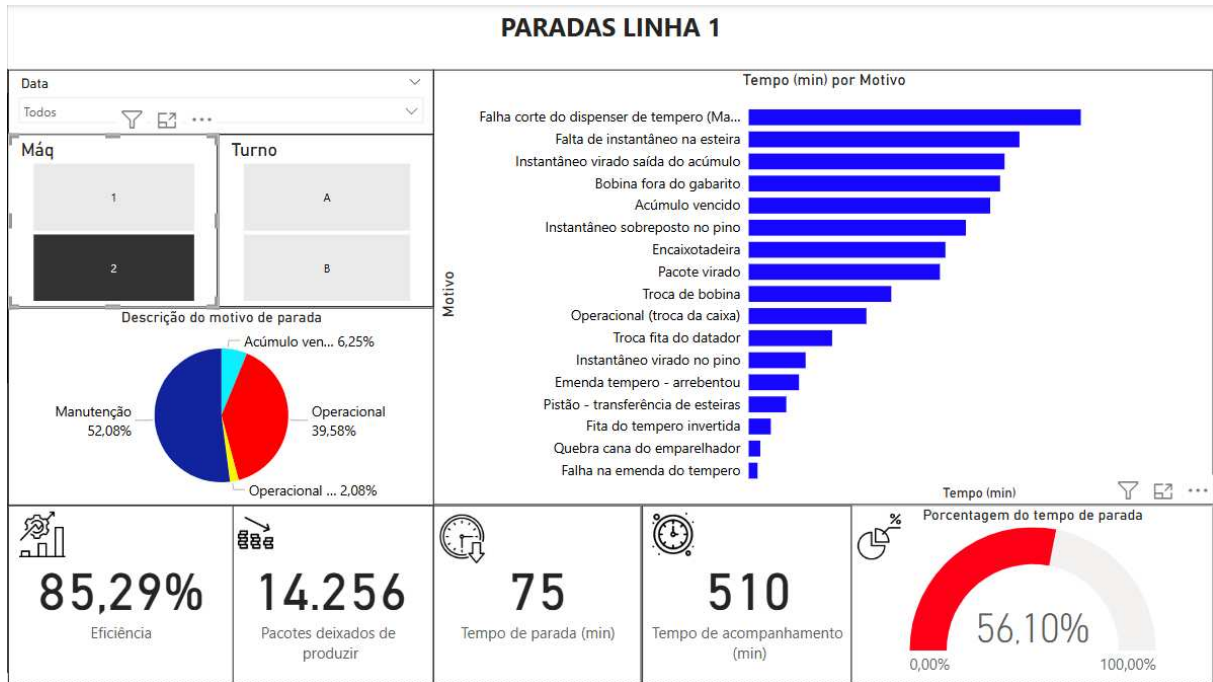 PARADAS LINHA 1
Data
Todos
Máq
1
2
Turno
A
B
Descrição do motivo de parada
Acúmulo ven... 6,25%
Manutenção
52,08%
Operacional
39,58%
Operacional ... 2,08%
Tempo (min) por Motivo
Motivo
Falha corte do dispenser de tempero (Ma...
Falta de instantâneo na esteira
Instantâneo virado saída do acúmulo
Bobina fora do gabarito
Acúmulo vencido
Instantâneo sobreposto no pino
Encaixotadeira
Pacote virado
Troca de bobina
Operacional (troca da caixa)
Troca fita do datador
Instantâneo virado no pino
Emenda tempero - arrebentou
Pistão - transferência de esteiras
Fita do tempero invertida
Quebra cana do emparelhador
Falha na emenda do tempero
Tempo (min)
85,29%
Eficiência
14.256
Pacotes deixados de
produzir
75
Tempo de parada (min)
510
Tempo de acompanhamento
(min)
%
Porcentagem do tempo de parada
56,10%
0,00%
100,00%